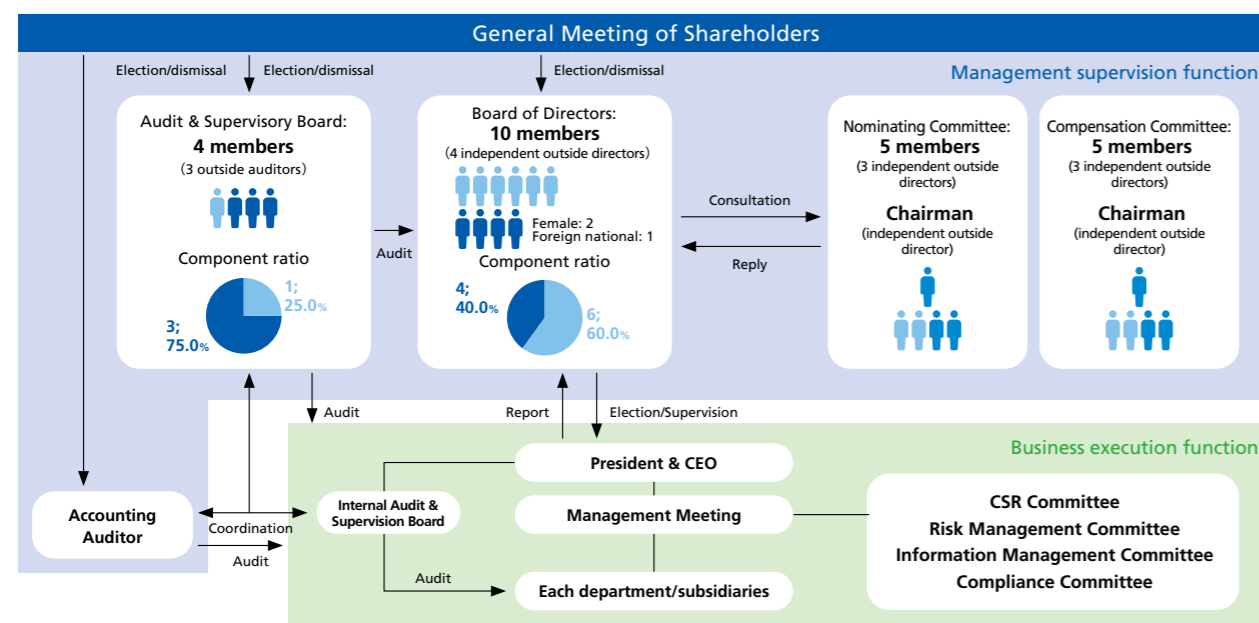 General Meeting of Shareholders
Election/dismissal
Election/dismissal
Election/dismissal
Management supervision function
Audit & Supervisory Board:
4 members
(3 outside auditors)
Component ratio
1;
25.0%
3;
75.0%
Audit
Board of Directors:
10 members
(4 independent outside directors)
Female: 2
Foreign national: 1
Component ratio
4;
40.0%
6;
60.0%
Consultation
Reply
Nominating Committee:
5 members
(3 independent outside
directors)
Chairman
(independent outside
director)
Compensation Committee:
5 members
(3 independent outside
directors)
Chairman
(independent outside
director)
Audit
Report
Election/Supervision
Business execution function
President & CEO
Accounting
Auditor
Coordination
Audit
Internal Audit &
Supervision Board
Management Meeting
Audit
Each department/subsidiaries
CSR Committee
Risk Management Committee
Information Management Committee
Compliance Committee